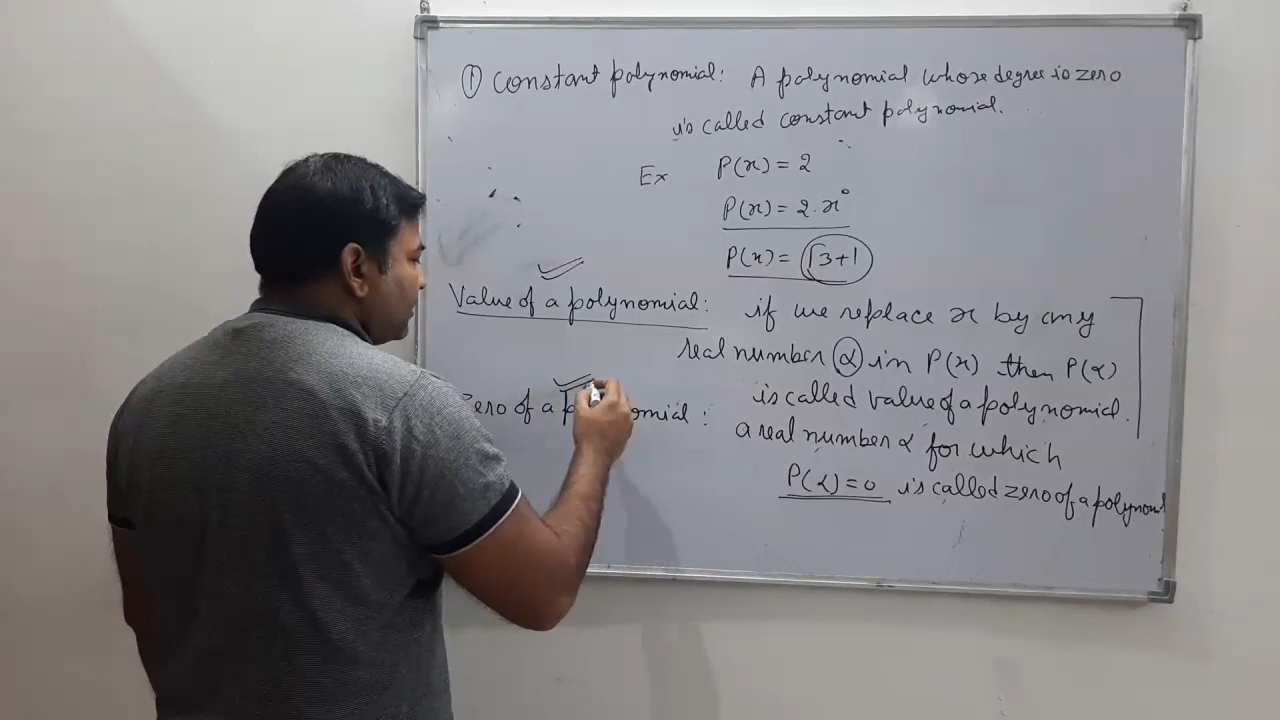 ① Constant polynomial: A polynomial whose degree is zero
is called constant polynomial.
Ex P(x) = 2
P(x) = 2.x⁰
P(x) = √3+1
Value of a polynomial: if we replace x by any
real number α in P(x) then P(α)
is called value of a polynomial.
Zero of a polynomial: a real number α for which
P(α)=0 is called zero of a polynomial